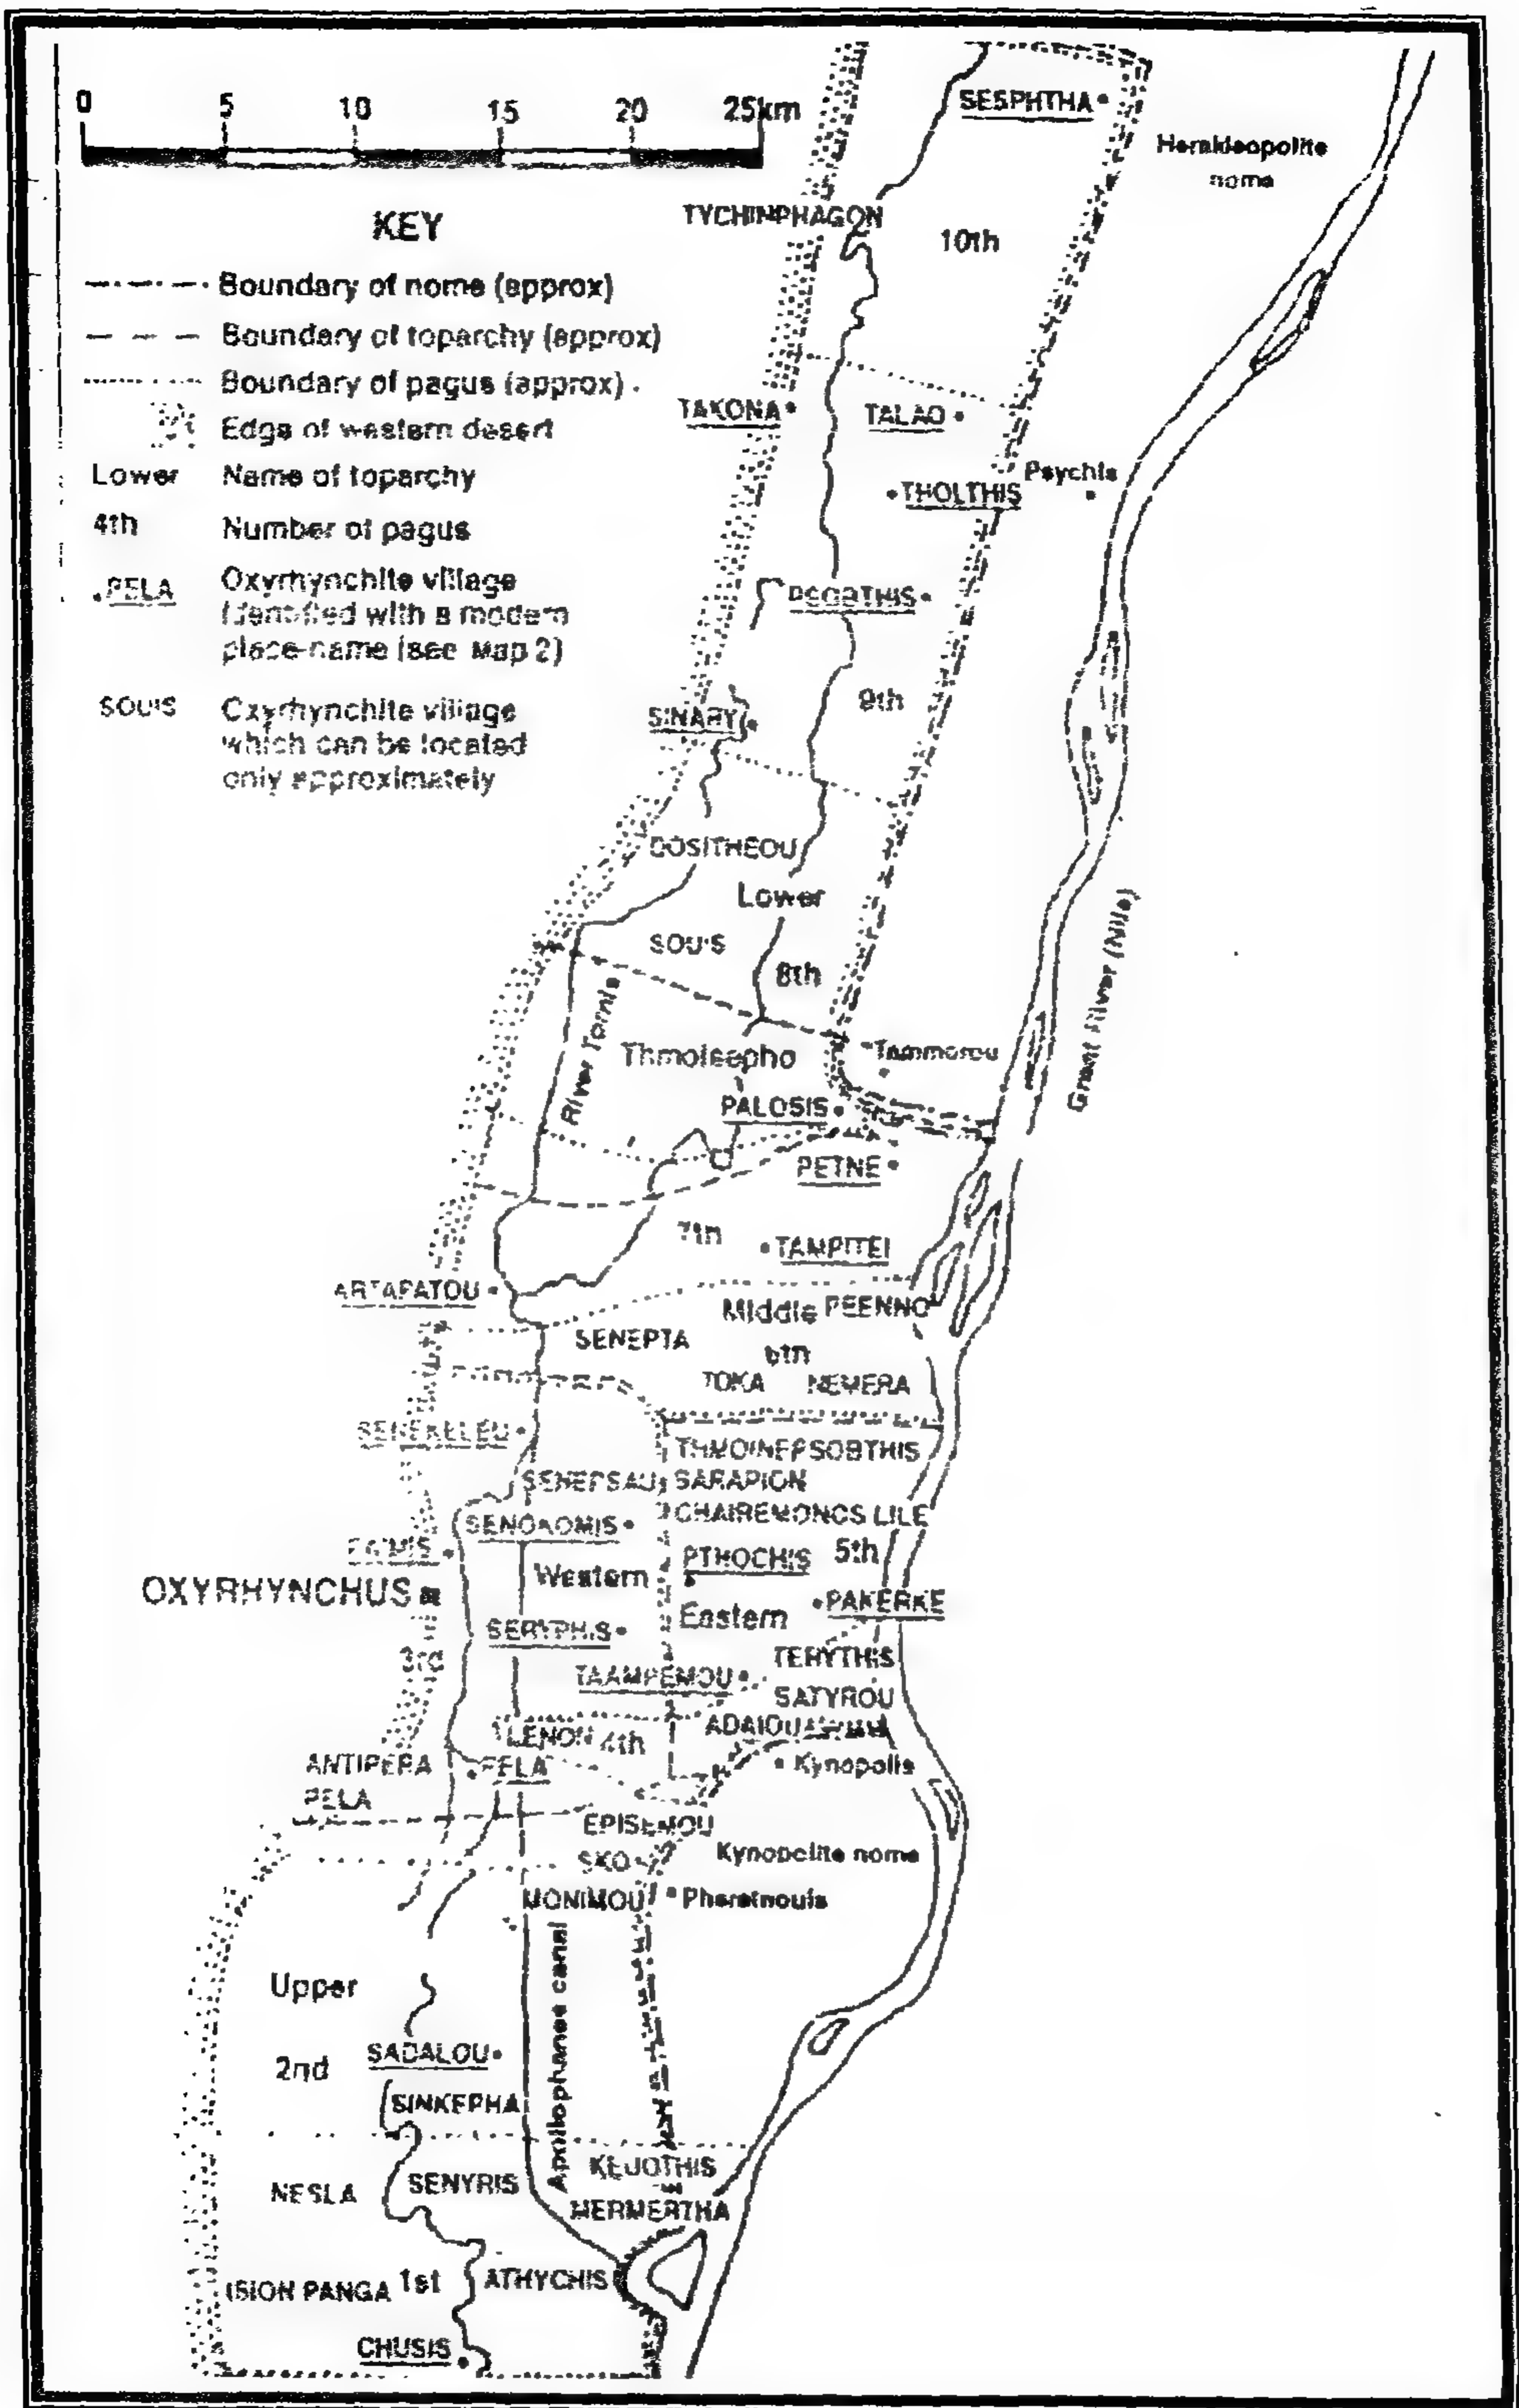 0 5 10 15 20 25km
KEY
Boundary of nome (approx)
Boundary of toparchy (approx)
Boundary of pagus (approx)
Edge of western desert
Lower Name of toparchy
4th Number of pagus
PELA Oxyrhynchite village
identified with a modern
place-name (see Map 2)
SOUIS Oxyrhynchite village
which can be located
only approximately
SESPHTHA
Herakleopolite
nome
TYCHINPHAGON
10th
TAKONA
TALAO
Psychis
THOLTHIS
PSOBTHIS
9th
SINARY
DOSITHEOU
Lower
SOUIS
8th
River Tomis
Great River (Nile)
Thmoisepho
Tammorou
PALOSIS
PETNE
7th
TAMPITEI
ARTAPATOU
Middle
PEENNO
SENEPTA
6th
TOKA
NEMERA
SENEKELEU
THMOINEPSOBTHIS
SENEPSAU
SARAPION
CHAIREMONOS
SENOKOMIS
PTHOCHIS
5th
OXYRHYNCHUS
Western
PAKERKE
Eastern
SERYPHIS
TERYTHIS
3rd
TAAMPEMOU
SATYROU
ADAIOU
LENON
4th
ANTIPERA
PELA
PELA
Kynopolis
EPISEMOU
Kynopolite nome
SKO
MONIMOU
Pheretnouis
Upper
Apollophanes canal
2nd
SADALOU
SINKEPHA
NESLA
SENYRIS
KEUOTHIS
MERMERTHA
ISION PANGA
1st
ATHYCHIS
CHUSIS